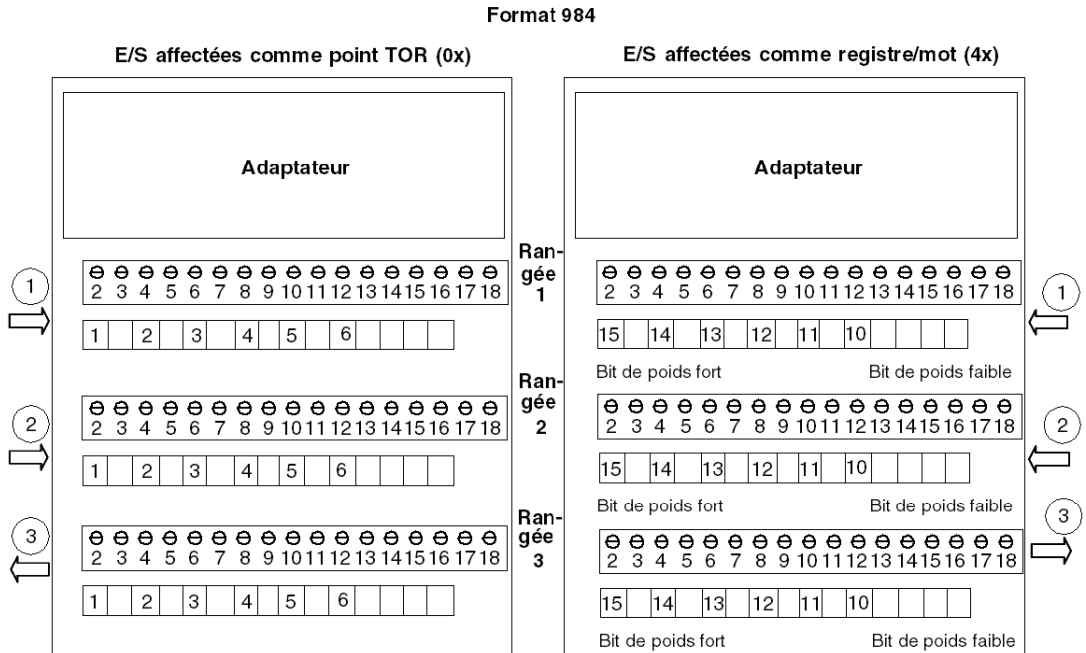 Format 984
E/S affectées comme point TOR (0x)
Adaptateur
1
2 3 4 5 6 7 8 9 10 11 12 13 14 15 16 17 18
1 2 3 4 5 6
2
2 3 4 5 6 7 8 9 10 11 12 13 14 15 16 17 18
1 2 3 4 5 6
3
2 3 4 5 6 7 8 9 10 11 12 13 14 15 16 17 18
1 2 3 4 5 6
Ran-
gée
1
Ran-
gée
2
Ran-
gée
3
E/S affectées comme registre/mot (4x)
Adaptateur
2 3 4 5 6 7 8 9 10 11 12 13 14 15 16 17 18
1
15 14 13 12 11 10
Bit de poids fort Bit de poids faible
2 3 4 5 6 7 8 9 10 11 12 13 14 15 16 17 18
2
15 14 13 12 11 10
Bit de poids fort Bit de poids faible
3
2 3 4 5 6 7 8 9 10 11 12 13 14 15 16 17 18
15 14 13 12 11 10
Bit de poids fort Bit de poids faible